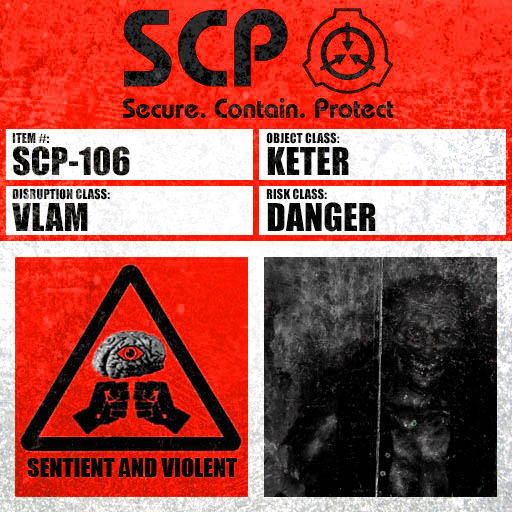 SCP
Secure. Contain. Protect
ITEM #:
SCP-106
OBJECT CLASS:
KETER
DISRUPTION CLASS:
VLAM
RISK CLASS:
DANGER
SENTIENT AND VIOLENT